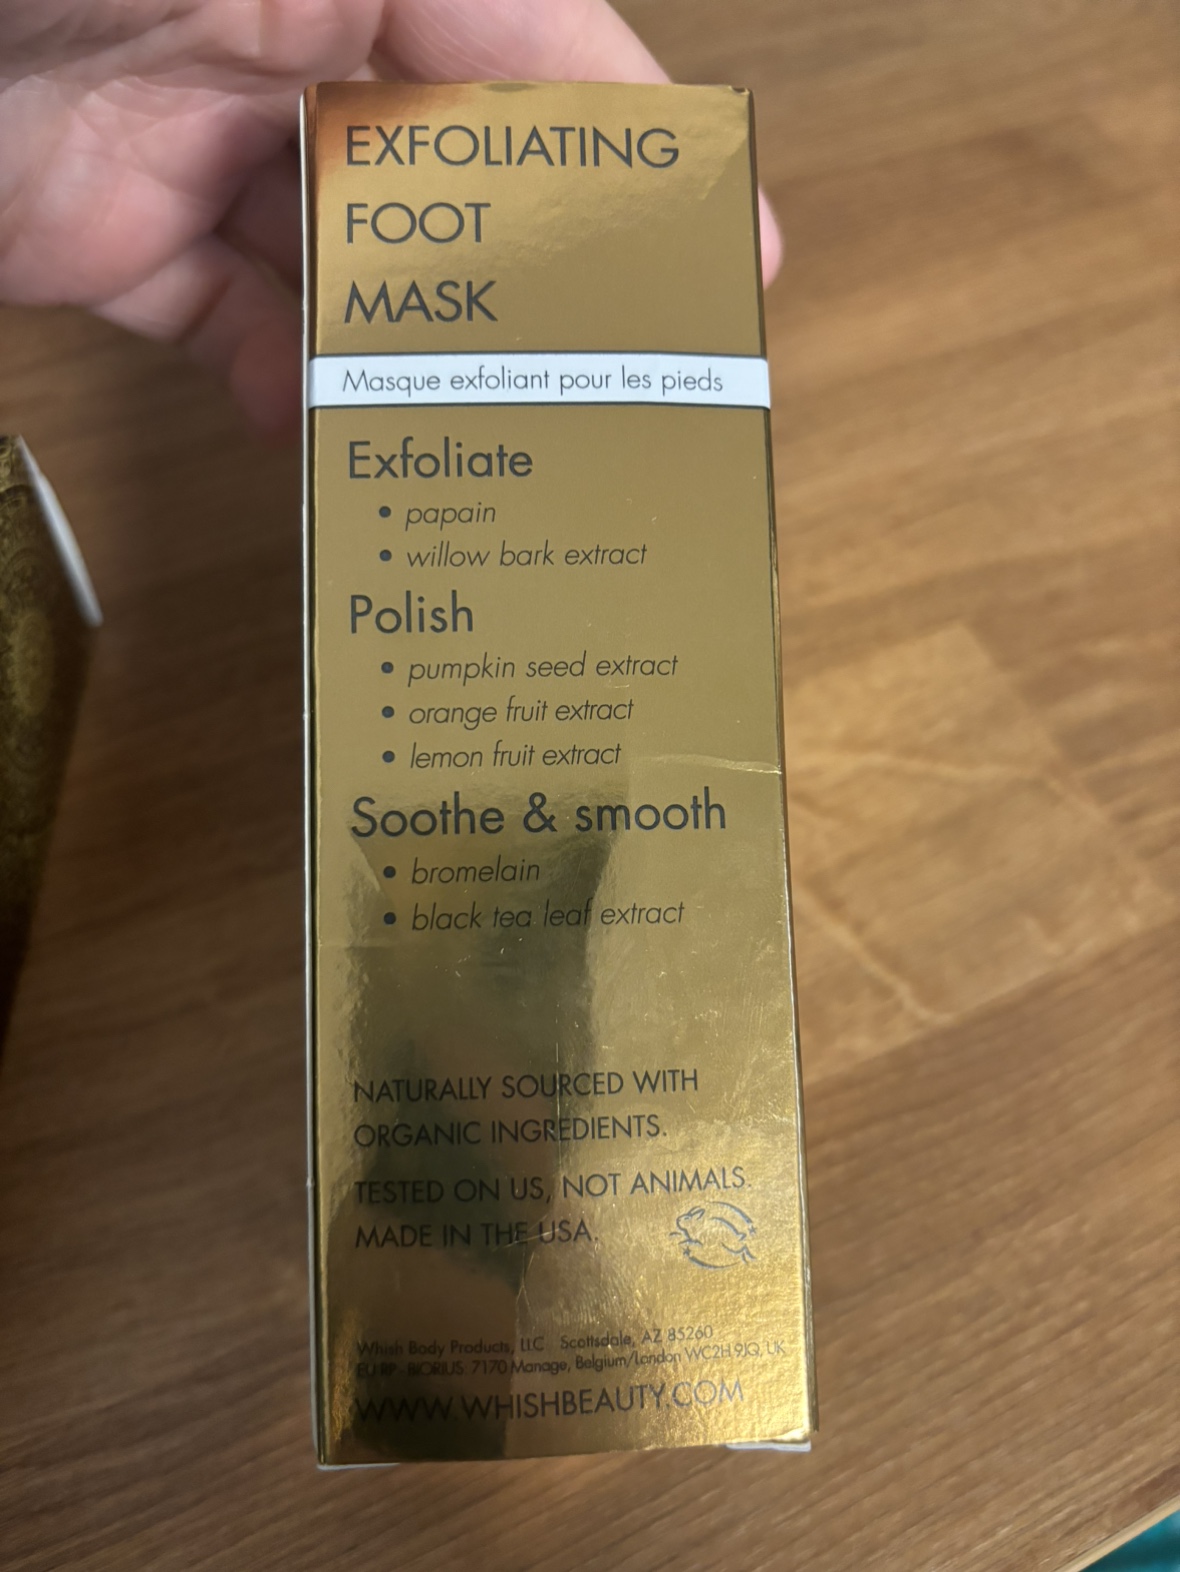 EXFOLIATING
FOOT
MASK
Masque exfoliant pour les pieds
Exfoliate
• papain
• willow bark extract
Polish
• pumpkin seed extract
• orange fruit extract
• lemon fruit extract
Soothe & smooth
• bromelain
• black tea leaf extract
NATURALLY SOURCED WITH
ORGANIC INGREDIENTS.
TESTED ON US, NOT ANIMALS.
MADE IN THE USA.
Whish Body Products, LLC Scottsdale, AZ 85260
EU RP - BIORIUS. 7170 Manage, Belgium/London WC2H 9JQ, UK
WWW.WHISHBEAUTY.COM